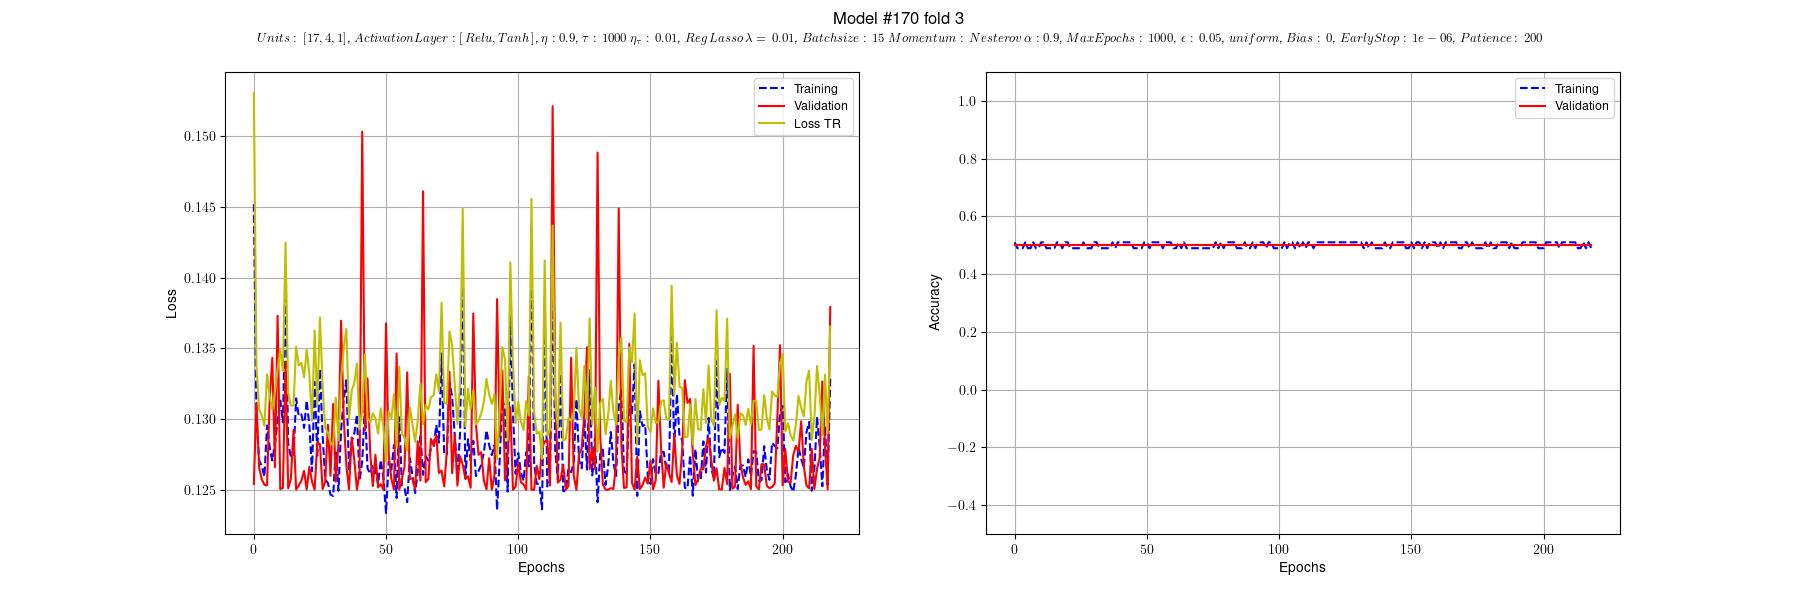 Model #170 fold 3
Units : [17, 4, 1], ActivationLayer : [ Relu, Tanh], η : 0.9, τ : 1000 η_τ : 0.01, Reg Lasso λ = 0.01, Batchsize : 15 Momentum : Nesterov α : 0.9, MaxEpochs : 1000, ϵ : 0.05, uniform, Bias : 0, EarlyStop : 1e − 06, Patience : 200
Training
Validation
Loss TR
0.150
0.145
0.140
0.135
0.130
0.125
Loss
0
50
100
150
200
Epochs
Training
Validation
1.0
0.8
0.6
0.4
0.2
0.0
−0.2
−0.4
Accuracy
0
50
100
150
200
Epochs